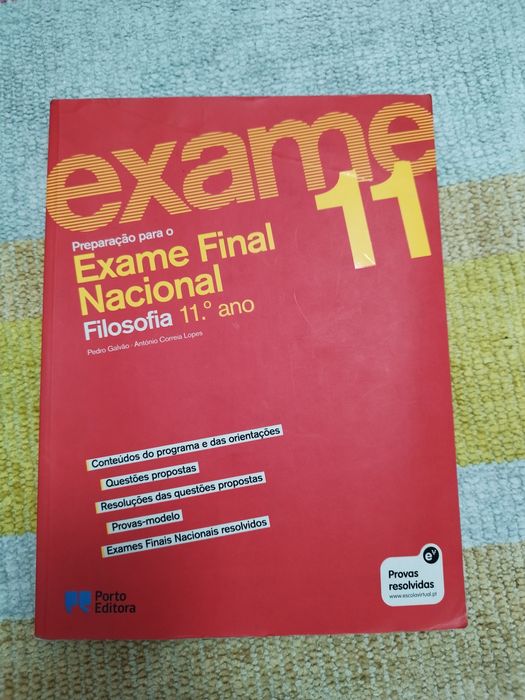 exame
11
Preparação para o
Exame Final
Nacional
Filosofia 11.º ano
Pedro Galvão · António Correia Lopes
Conteúdos do programa e das orientações
Questões propostas
Resoluções das questões propostas
Provas-modelo
Exames Finais Nacionais resolvidos
Porto
Editora
ev
Provas
resolvidas
www.escolavirtual.pt